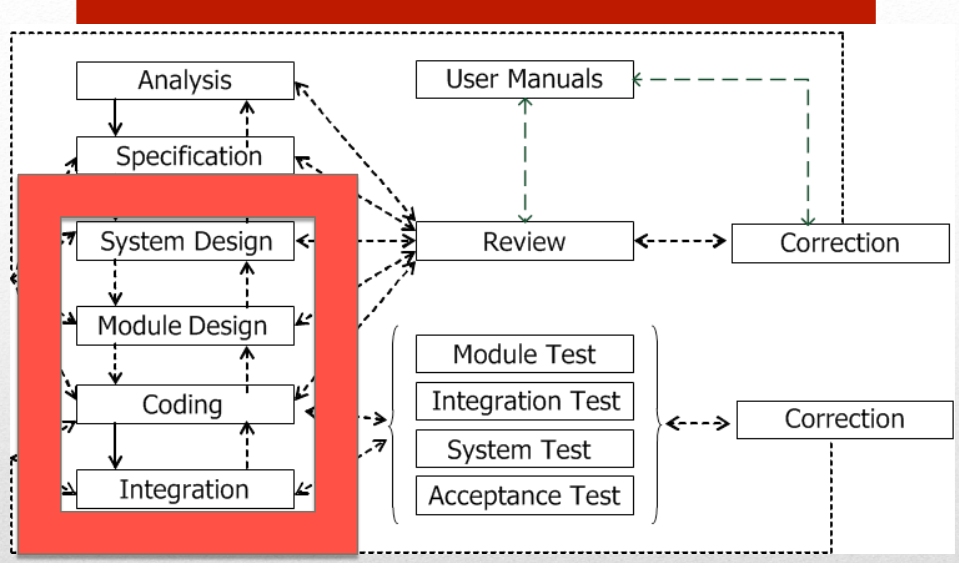 Analysis
User Manuals
Specification
System Design
Review
Correction
Module Design
Module Test
Coding
Integration Test
Correction
System Test
Integration
Acceptance Test